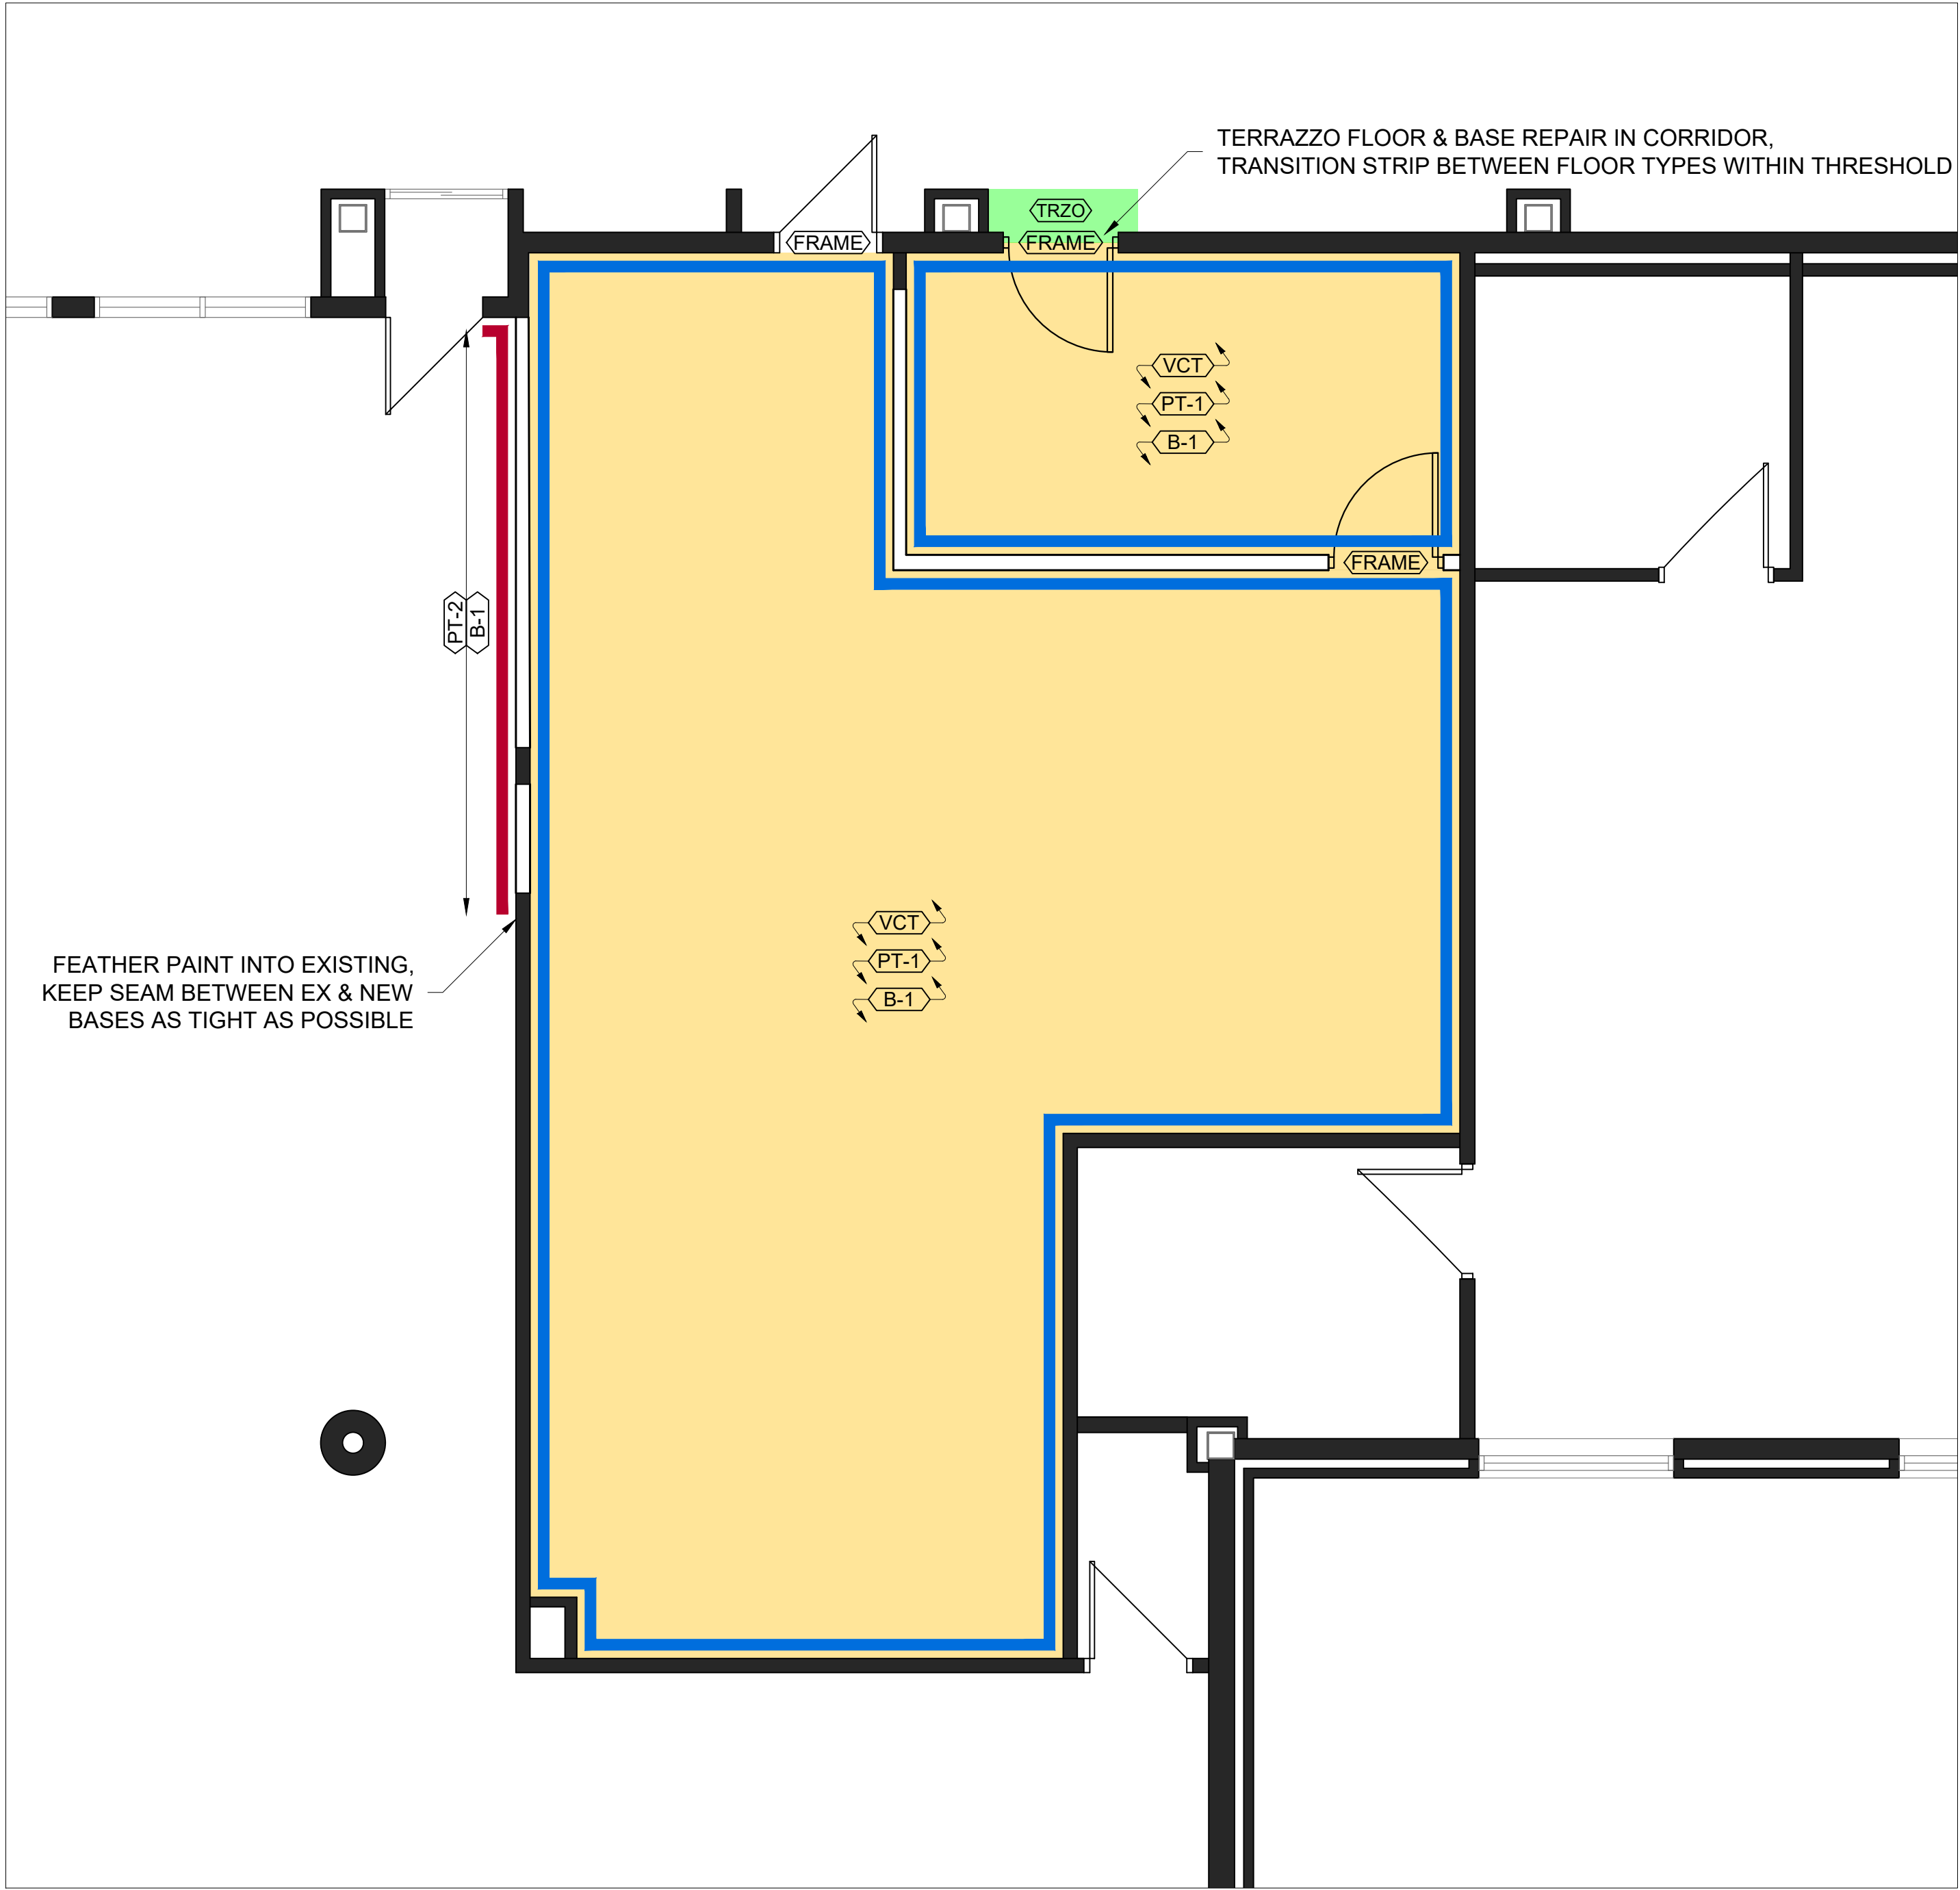 TERRAZZO FLOOR & BASE REPAIR IN CORRIDOR,
TRANSITION STRIP BETWEEN FLOOR TYPES WITHIN THRESHOLD
TRZO
FRAME
FRAME
VCT
PT-1
B-1
FRAME
PT-2
B-1
VCT
PT-1
B-1
FEATHER PAINT INTO EXISTING,
KEEP SEAM BETWEEN EX & NEW
BASES AS TIGHT AS POSSIBLE